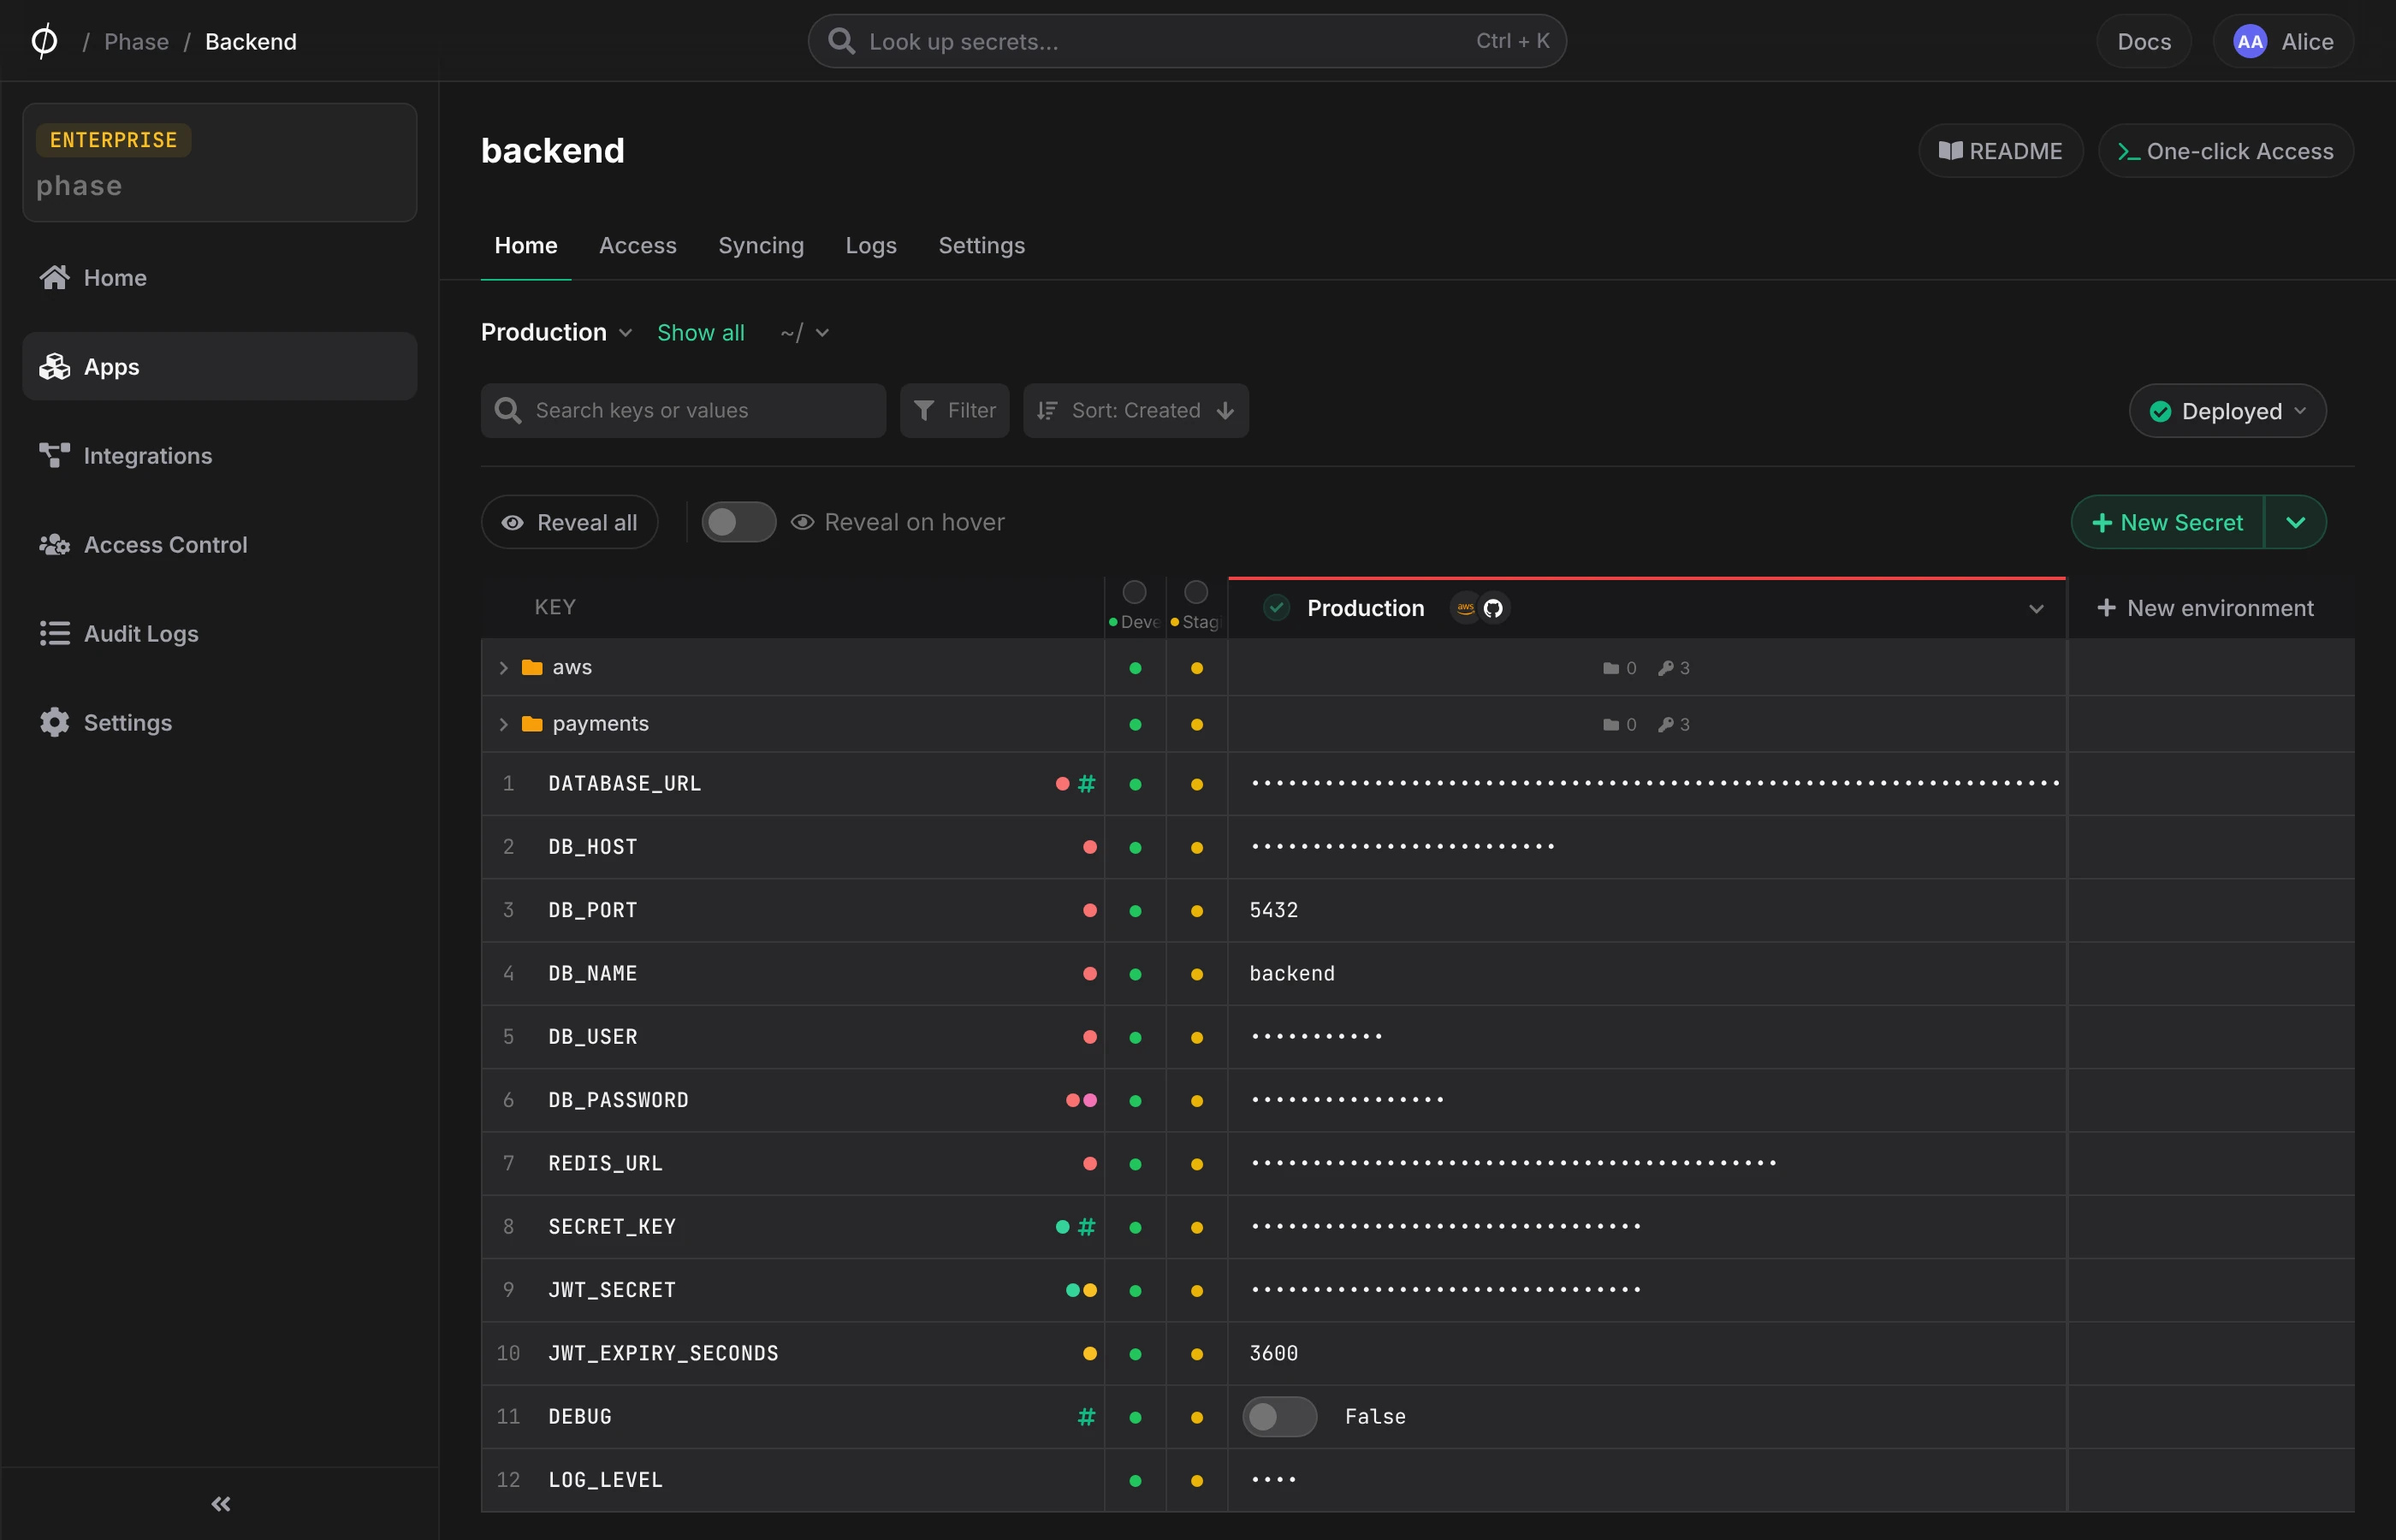 / Phase / Backend
Look up secrets... Ctrl + K
Docs
AA Alice
ENTERPRISE
phase
Home
Apps
Integrations
Access Control
Audit Logs
Settings
backend
README
One-click Access
Home Access Syncing Logs Settings
Production Show all ~/
Search keys or values
Filter
Sort: Created
Deployed
Reveal all
Reveal on hover
New Secret
KEY
Deve
Stag
Production
aws
New environment
aws 0 3
payments 0 3
1 DATABASE_URL #
2 DB_HOST
3 DB_PORT 5432
4 DB_NAME backend
5 DB_USER
6 DB_PASSWORD
7 REDIS_URL
8 SECRET_KEY #
9 JWT_SECRET
10 JWT_EXPIRY_SECONDS 3600
11 DEBUG # False
12 LOG_LEVEL